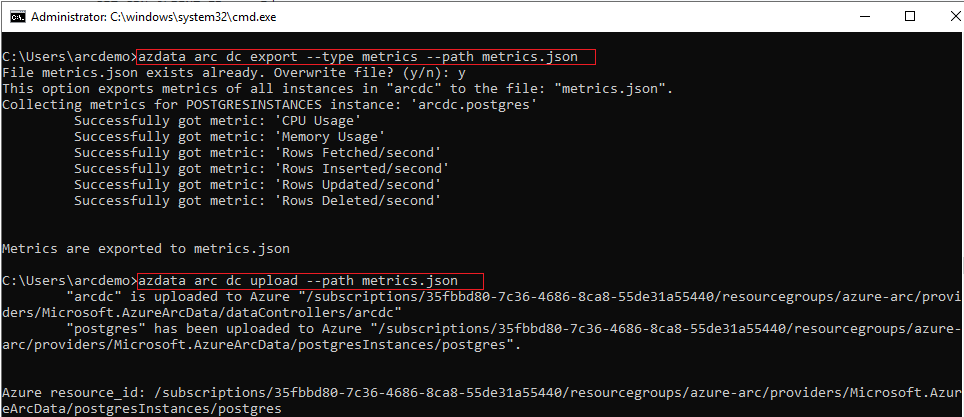 Administrator: C:\windows\system32\cmd.exe
C:\Users\arcdemo>azdata arc dc export --type metrics --path metrics.json
File metrics.json exists already. Overwrite file? (y/n): y
This option exports metrics of all instances in "arcdc" to the file: "metrics.json".
Collecting metrics for POSTGRESINSTANCES instance: 'arcdc.postgres'
Successfully got metric: 'CPU Usage'
Successfully got metric: 'Memory Usage'
Successfully got metric: 'Rows Fetched/second'
Successfully got metric: 'Rows Inserted/second'
Successfully got metric: 'Rows Updated/second'
Successfully got metric: 'Rows Deleted/second'
Metrics are exported to metrics.json
C:\Users\arcdemo>azdata arc dc upload --path metrics.json
"arcdc" is uploaded to Azure "/subscriptions/35fbbd80-7c36-4686-8ca8-55de31a55440/resourcegroups/azure-arc/provi
ders/Microsoft.AzureArcData/dataControllers/arcdc"
"postgres" has been uploaded to Azure "/subscriptions/35fbbd80-7c36-4686-8ca8-55de31a55440/resourcegroups/azure-
arc/providers/Microsoft.AzureArcData/postgresInstances/postgres".
Azure resource_id: /subscriptions/35fbbd80-7c36-4686-8ca8-55de31a55440/resourcegroups/azure-arc/providers/Microsoft.Azur
eArcData/postgresInstances/postgres